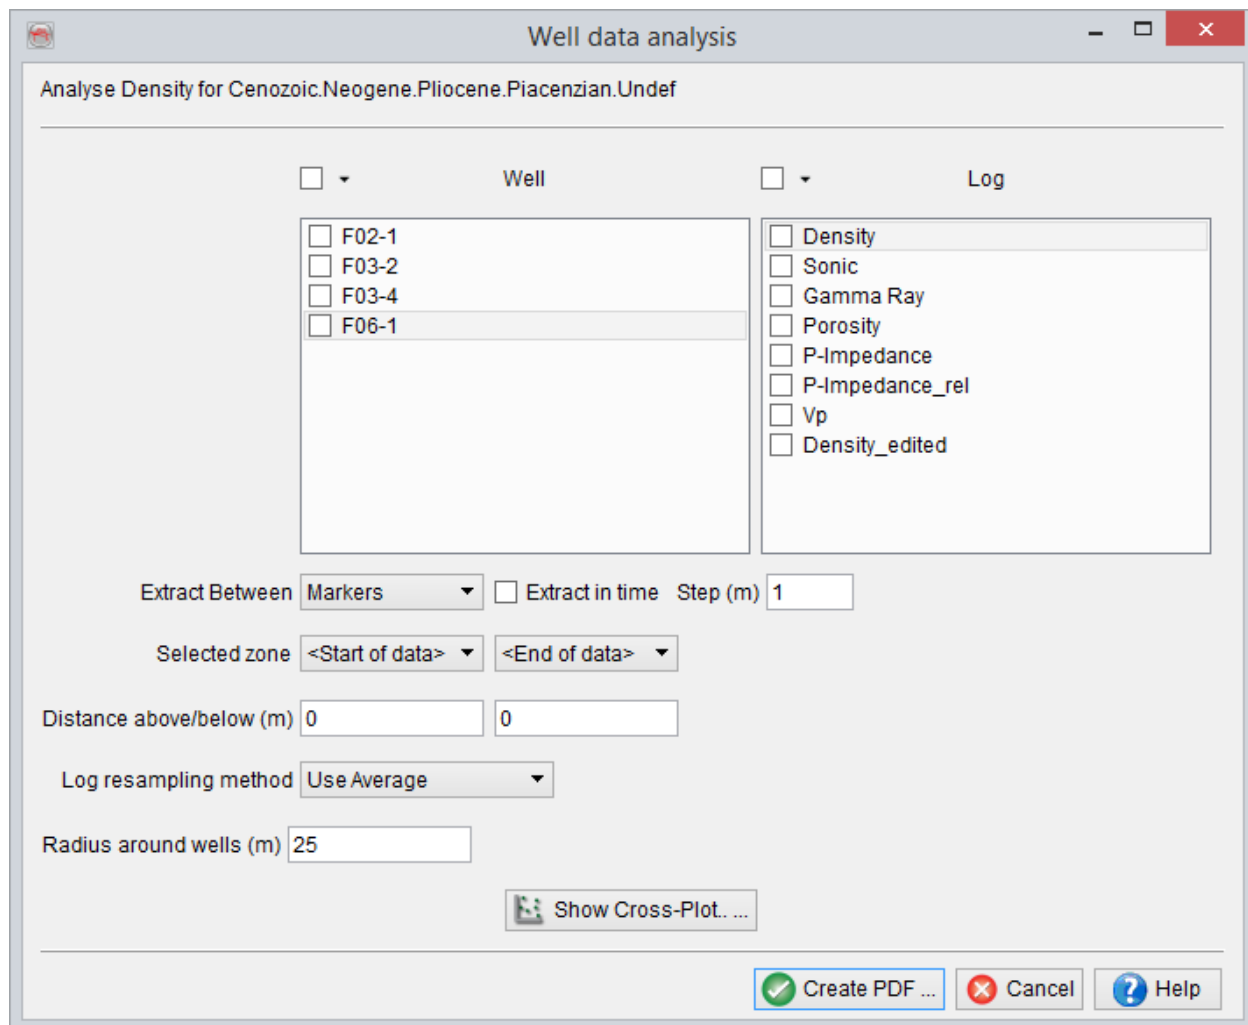 Well data analysis
Analyse Density for Cenozoic.Neogene.Pliocene.Piacenzian.Undef
Well
Log
F02-1
F03-2
F03-4
F06-1
Density
Sonic
Gamma Ray
Porosity
P-Impedance
P-Impedance_rel
Vp
Density_edited
Extract Between Markers Extract in time Step (m) 1
Selected zone <Start of data> <End of data>
Distance above/below (m) 0 0
Log resampling method Use Average
Radius around wells (m) 25
Show Cross-Plot.. ...
Create PDF ... Cancel Help